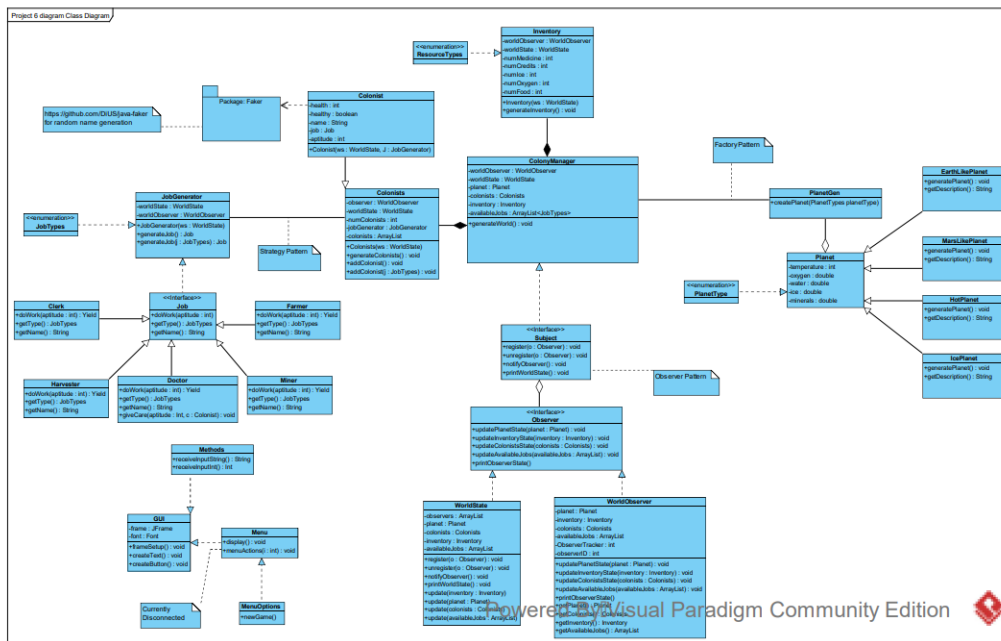 Project 6 diagram Class Diagram
<<enumeration>>
ResourceTypes
Inventory
-worldObserver : WorldObserver
-worldState : WorldState
-numMedicine : int
-numCredits : int
-numIce : int
-numOxygen : int
-numFood : int
+Inventory(ws : WorldState)
+generateInventory() : void
https://github.com/DiUS/java-faker
for random name generation
Package: Faker
Colonist
-health : int
-healthy : boolean
-name : String
-job : Job
-aptitude : int
+Colonist(ws : WorldState, J : JobGenerator)
Factory Pattern
ColonyManager
-worldObserver : WorldObserver
-worldState : WorldState
-planet : Planet
-colonists : Colonists
-inventory : Inventory
-availableJobs : ArrayList<JobTypes>
+generateWorld() : void
PlanetGen
+createPlanet(PlanetTypes planetType)
EarthLikePlanet
+generatePlanet() : void
+getDescription() : String
MarsLikePlanet
+generatePlanet() : void
+getDescription() : String
HotPlanet
+generatePlanet() : void
+getDescription() : String
IcePlanet
+generatePlanet() : void
+getDescription() : String
Planet
-temperature : int
-oxygen : double
-water : double
-ice : double
-minerals : double
<<enumeration>>
PlanetType
<<enumeration>>
JobTypes
JobGenerator
-worldState : WorldState
-worldObserver : WorldObserver
+JobGenerator(ws : WorldState)
+generateJob() : Job
+generateJob(j : JobTypes) : Job
Strategy Pattern
Colonists
-observer : WorldObserver
-worldState : WorldState
-numColonists : int
-jobGenerator : JobGenerator
-colonists : ArrayList
+Colonists(ws : WorldState)
+generateColonists() : void
+addColonist() : void
+addColonist(j : JobTypes) : void
<<Interface>>
Job
+doWork(aptitude : int)
+getType() : JobTypes
+getName() : String
Clark
+doWork(aptitude : int) : Yield
+getType() : JobTypes
+getName() : String
Farmer
+doWork(aptitude : int) : Yield
+getType() : JobTypes
+getName() : String
Harvester
+doWork(aptitude : int) : Yield
+getType() : JobTypes
+getName() : String
Doctor
+doWork(aptitude : int) : Yield
+getType() : JobTypes
+getName() : String
+giveCare(aptitude : Int, c : Colonist) : void
Miner
+doWork(aptitude : int) : Yield
+getType() : JobTypes
+getName() : String
<<Interface>>
Subject
+register(o : Observer) : void
+unregister(o : Observer) : void
+notifyObserver() : void
+printWorldState() : void
Obsener Pattern
<<Interface>>
Observer
+updatePlanetState(planet : Planet) : void
+updateInventoryState(inventory : Inventory) : void
+updateColonistsState(colonists : Colonists) : void
+updateAvailableJobs(availableJobs : ArrayList) : void
+printObserverState()
Methods
+receiveInputString() : String
+receiveInputInt() : Int
GUI
-frame : JFrame
-font : Font
+frameSetup() : void
+createText() : void
+createButton() : void
Menu
+display() : void
+menuActions(i : int) : void
Currently
Disconnected
MenuOptions
+newGame()
WorldState
-observers : ArrayList
-planet : Planet
-colonists : Colonists
-inventory : Inventory
-availableJobs : ArrayList
+register(o : Observer) : void
+unregister(o : Observer) : void
+notifyObserver() : void
+printWorldState() : void
+update(inventory : Inventory)
+update(planet : Planet)
+update(colonists : Colonists)
+update(availableJobs : ArrayList)
WorldObserver
-planet : Planet
-inventory : Inventory
-colonists : Colonists
-availableJobs : ArrayList
-ObserverTracker : int
-observerID : int
+updatePlanetState(planet : Planet) : void
+updateInventoryState(inventory : Inventory) : void
+updateColonistsState(colonists : Colonists) : void
+updateAvailableJobs(availableJobs : ArrayList) : void
+printObserverState()
+getInventory() : Inventory
+getAvailableJobs() : ArrayList
Powered By Visual Paradigm Community Edition